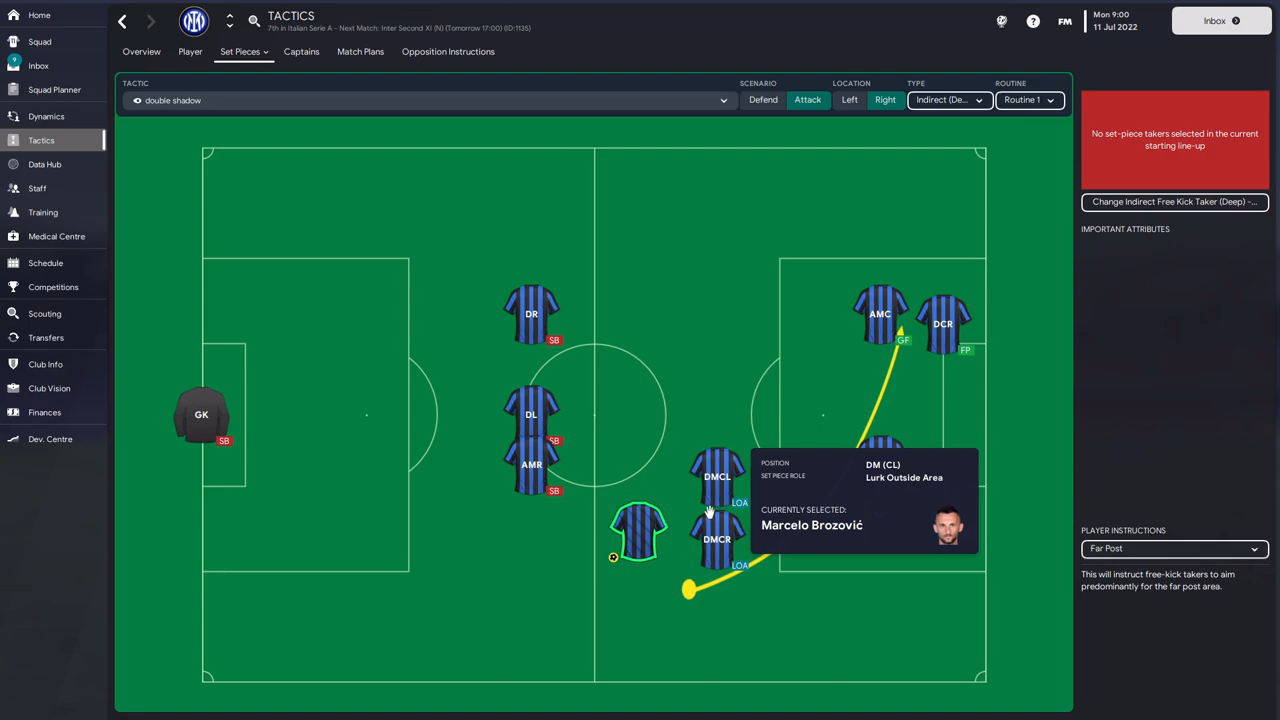 Home
Squad
9
Inbox
Squad Planner
Dynamics
Tactics
Data Hub
Staff
Training
Medical Centre
Schedule
Competitions
Scouting
Transfers
Club Info
Club Vision
Finances
Dev. Centre
TACTICS
7th in Italian Serie A - Next Match: Inter Second XI (N) (Tomorrow 17:00) (ID:1136)
FM
Mon 9:00
11 Jul 2022
Inbox
Overview
Player
Set Pieces
Captains
Match Plans
Opposition Instructions
TACTIC
double shadow
SCENARIO
Defend
Attack
LOCATION
Left
Right
TYPE
Indirect (De...
ROUTINE
Routine 1
DR
SB
AMC
GF
DCR
FP
GK
SB
DL
SB
AMR
SB
DMCL
LOA
DMCR
LOA
POSITION DM (CL)
SET PIECE ROLE Lurk Outside Area
CURRENTLY SELECTED:
Marcelo Brozović
No set-piece takers selected in the current
starting line-up
Change Indirect Free Kick Taker (Deep) -...
IMPORTANT ATTRIBUTES
PLAYER INSTRUCTIONS
Far Post
This will instruct free-kick takers to aim
predominantly for the far post area.